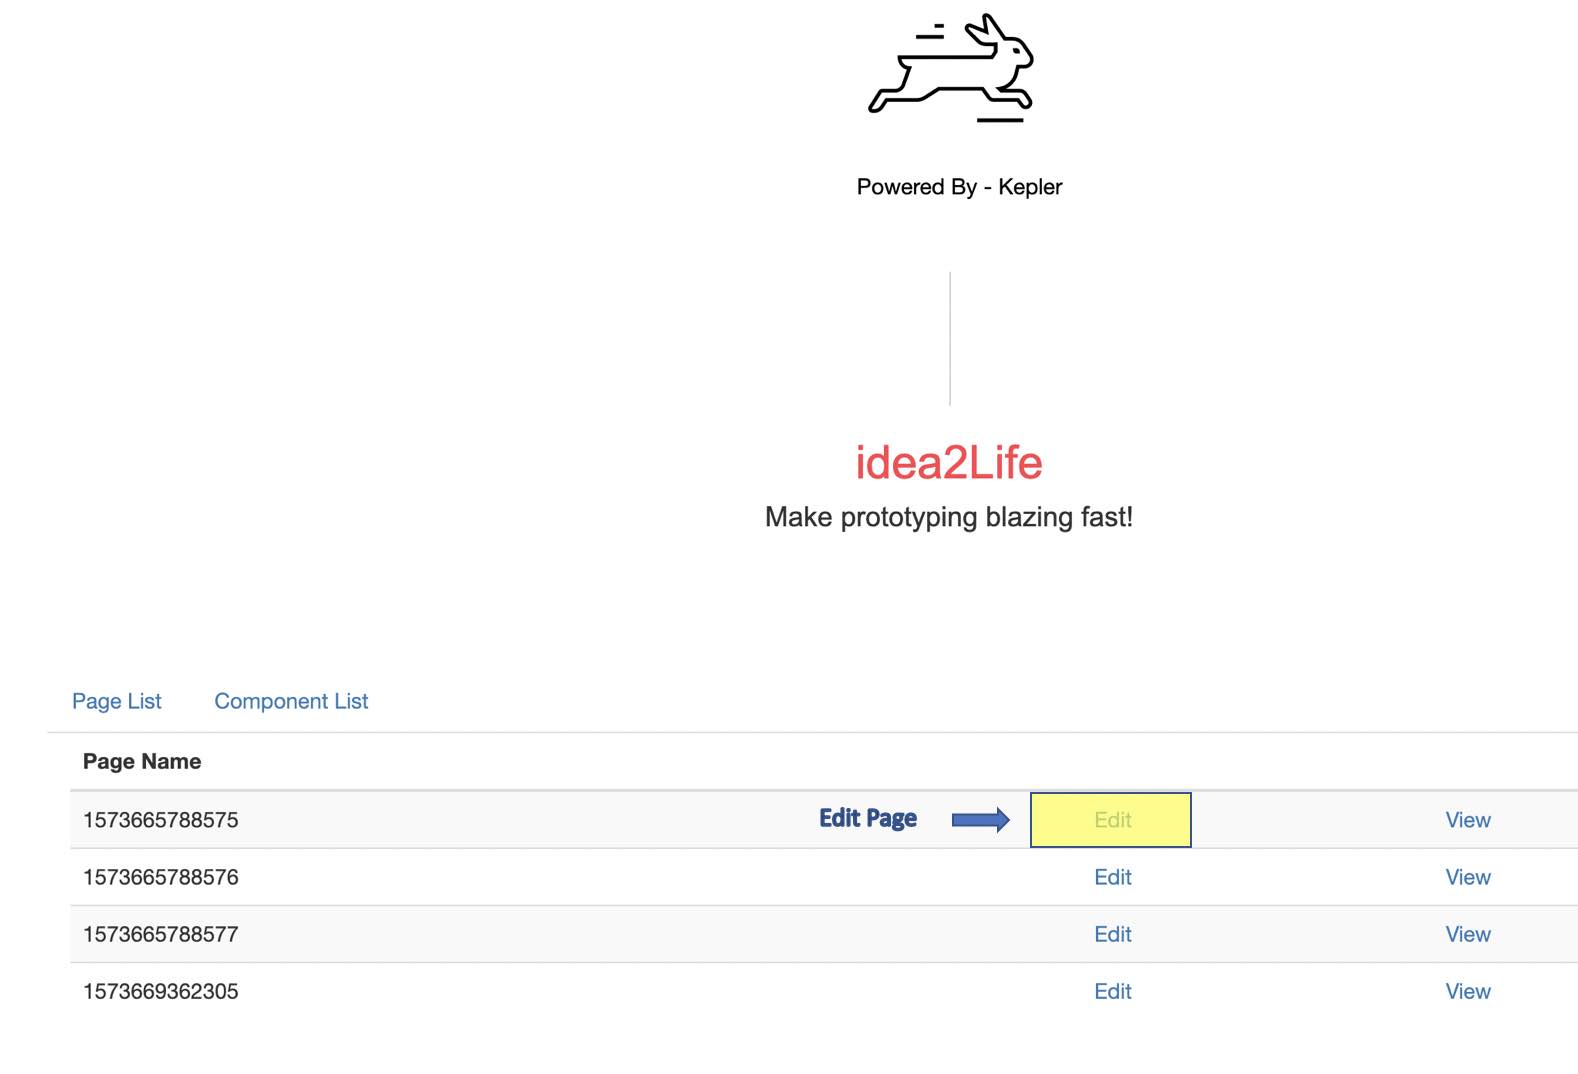 Powered By - Kepler
idea2Life
Make prototyping blazing fast!
Page List Component List
Page Name
1573665788575 Edit Page Edit View
1573665788576 Edit View
1573665788577 Edit View
1573669362305 Edit View